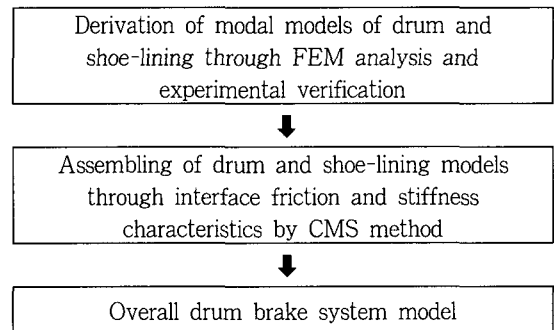 Derivation of modal models of drum and
shoe-lining through FEM analysis and
experimental verification
Assembling of drum and shoe-lining models
through interface friction and stiffness
characteristics by CMS method
Overall drum brake system model